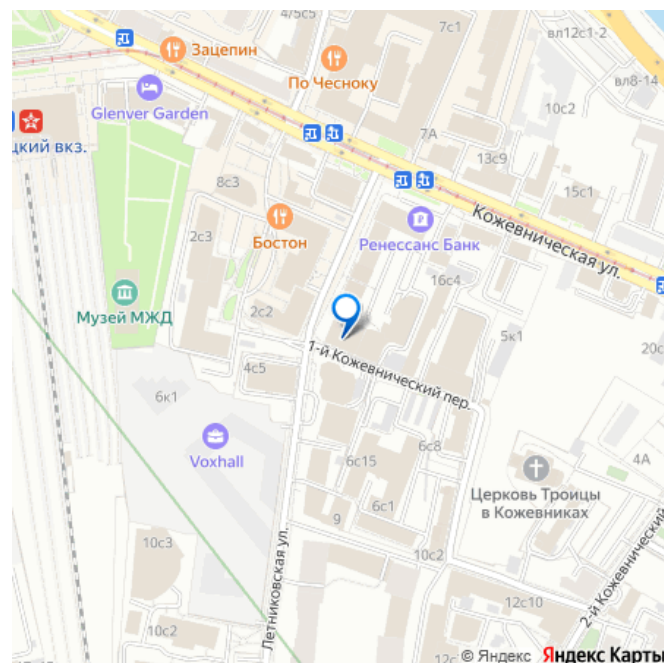 4/5с5
7с1
вл12с1-2
Зацепин
вл8-14
По Чесноку
Glenver Garden
10с2
цкий вкз.
7А
13с9
8с3
15с1
Бостон
Ренессанс Банк
Кожевническая ул.
2с3
16с4
Музей МЖД
2с2
5к1
20с
1-й Кожевнический пер.
4с5
6к1
Voxhall
6с8
6с15
4А
Церковь Троицы
в Кожевниках
6с1
9
Летниковская ул.
10с3
10с2
2-й Кожевнический
12с10
10с2
© Яндекс Яндекс Карты